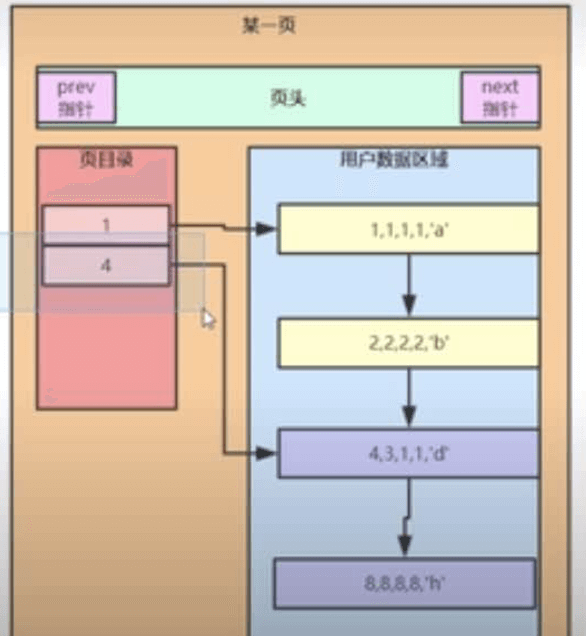 某一页
prev
指针
页头
next
指针
页目录
用户数据区域
1
4
1,1,1,1,'a'
2,2,2,2,'b'
4,3,1,1,'d'
8,8,8,8,'h'